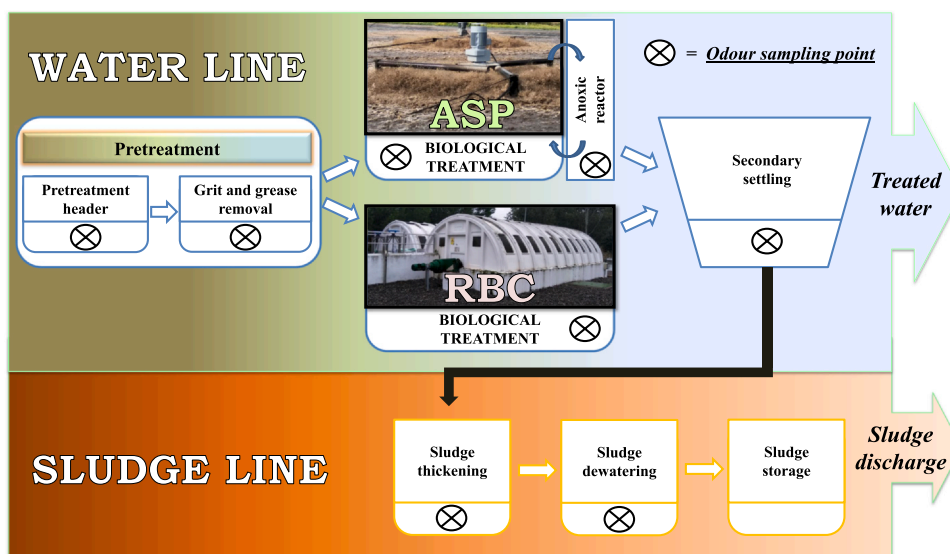 WATER LINE
= Odour sampling point
Pretreatment
Pretreatment
header
Grit and grease
removal
ASP
BIOLOGICAL
TREATMENT
Anoxic
reactor
RBC
BIOLOGICAL
TREATMENT
Secondary
settling
Treated
water
SLUDGE LINE
Sludge
thickening
Sludge
dewatering
Sludge
storage
Sludge
discharge